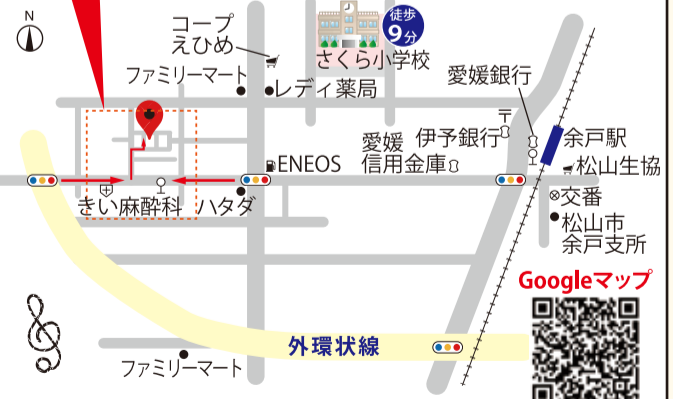 N
コープ
えひめ
徒歩
9分
さくら小学校
ファミリーマート
レディ薬局
愛媛銀行
〒
伊予銀行
余戸駅
愛媛
信用金庫
ENEOS
松山生協
きい麻酔科
ハタダ
交番
松山市
余戸支所
Googleマップ
外環状線
ファミリーマート